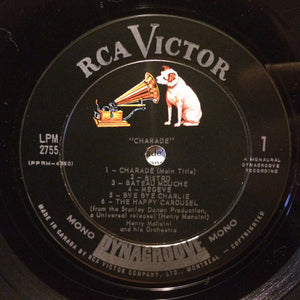 RCA VICTOR
LPM
2755
(PPRM-4380)
"CHARADE"
1
A MONAURAL
DYNAGROOVE
RECORDING
1 - CHARADE (Main Title)
2 - BISTRO
3 - BATEAU MOUCHE
4 - MEGEVE
5 - BYE BYE CHARLIE
6 - THE HAPPY CAROUSEL
(from the Stanley Donen Production,
a Universal release) (Henry Mancini)
Henry Mancini
and his Orchestra
MONO DYNAGROOVE MONO
MADE IN CANADA BY RCA VICTOR COMPANY, LTD., MONTREAL -